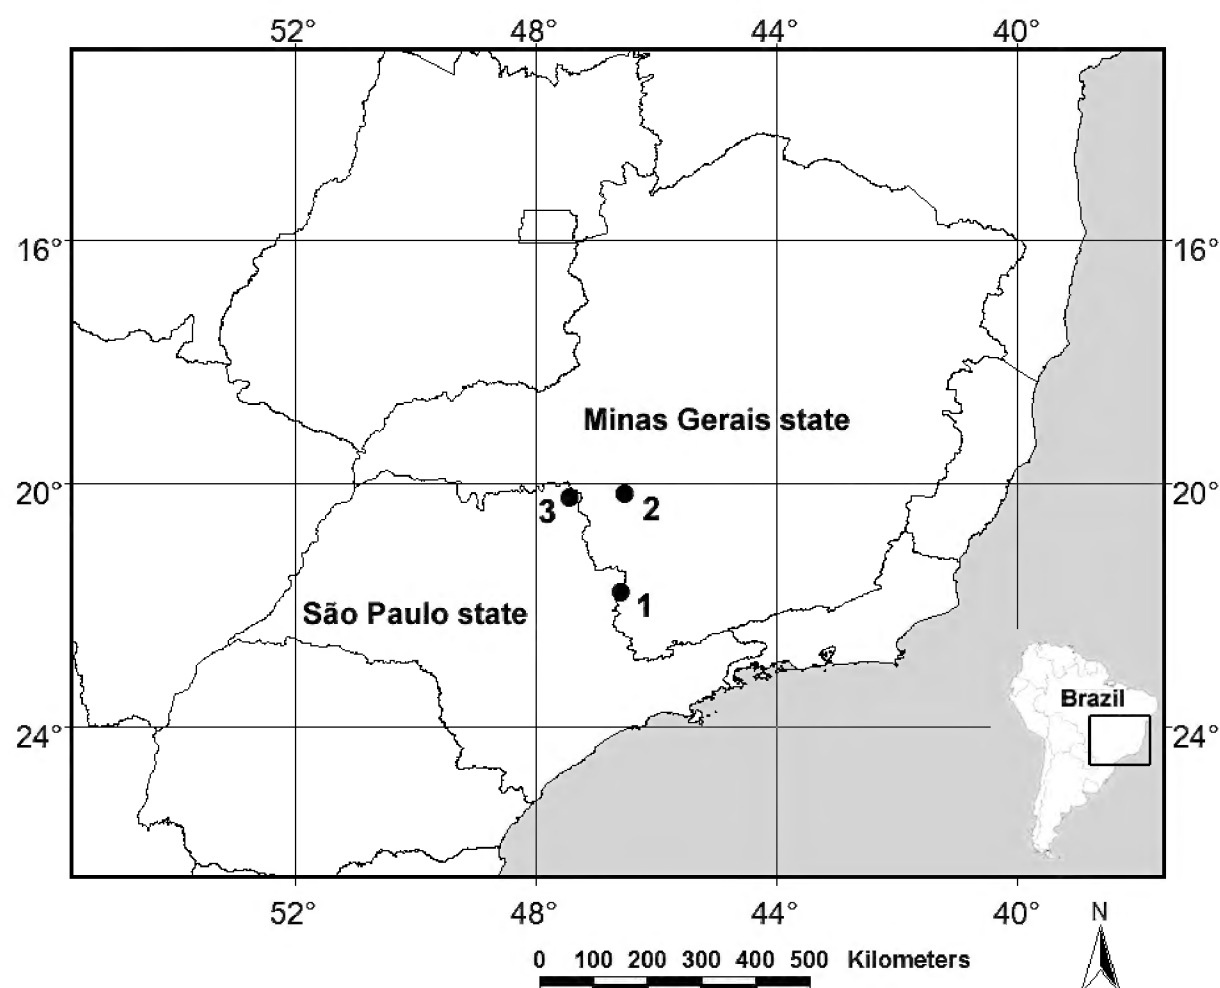 52° 48° 44° 40°
16° 16°
Minas Gerais state
20° 20°
3 2
São Paulo state 1
Brazil
24° 24°
52° 48° 44° 40°
N
0 100 200 300 400 500 Kilometers